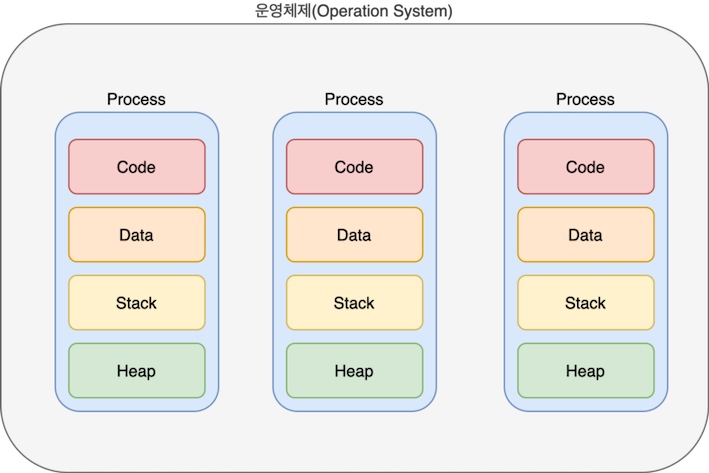 운영체제(Operation System)
Process
Code
Data
Stack
Heap
Process
Code
Data
Stack
Heap
Process
Code
Data
Stack
Heap